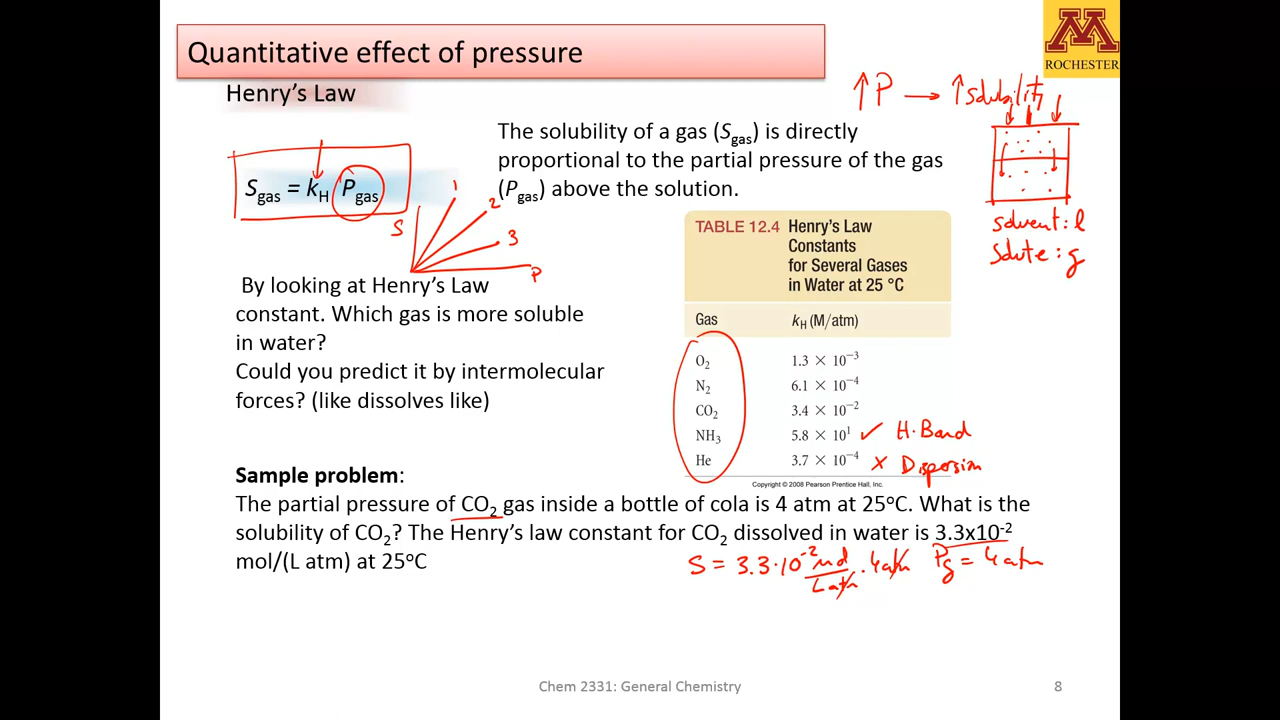 Quantitative effect of pressure
ROCHESTER
Henry's Law
↑P → ↑ solubility
The solubility of a gas (Sgas) is directly
proportional to the partial pressure of the gas
(Pgas) above the solution.
Sgas = kH Pgas
S
1
2
3
P
solvent: l
Solute: g
TABLE 12.4 Henry's Law
Constants
for Several Gases
in Water at 25 °C
Gas kH (M/atm)
O2 1.3 × 10−3
N2 6.1 × 10−4
CO2 3.4 × 10−2
NH3 5.8 × 101 ✓ H·Bond
He 3.7 × 10−4 × Dispersion
Copyright © 2008 Pearson Prentice Hall, Inc.
By looking at Henry's Law
constant. Which gas is more soluble
in water?
Could you predict it by intermolecular
forces? (like dissolves like)
Sample problem:
The partial pressure of CO2 gas inside a bottle of cola is 4 atm at 25°C. What is the
solubility of CO2? The Henry's law constant for CO2 dissolved in water is 3.3x10-2
mol/(L atm) at 25°C
S = 3.3·10-2 mol/L atm · 4 atm Pg = 4 atm
Chem 2331: General Chemistry
8